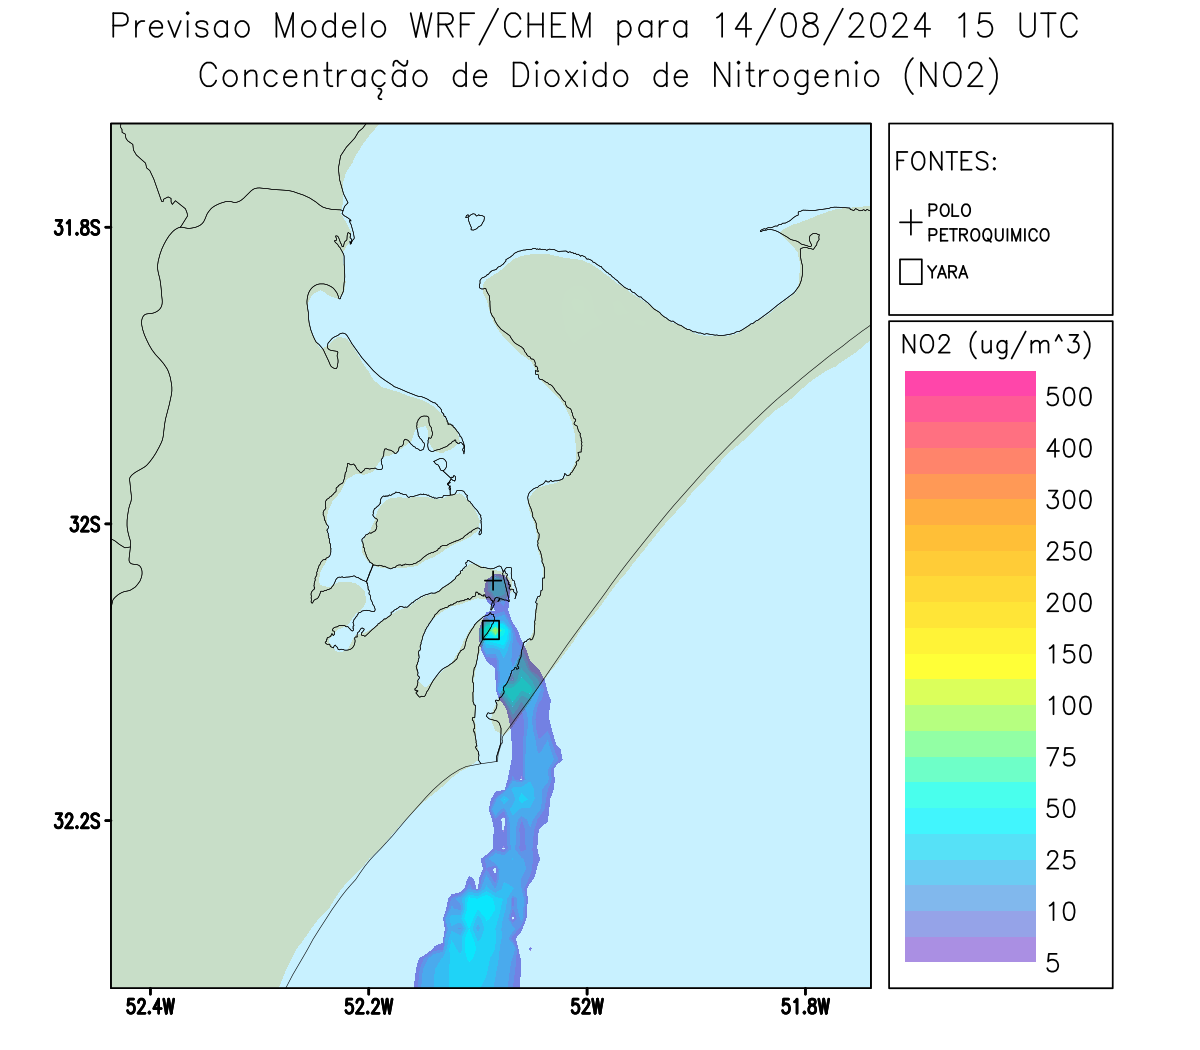 Previsao Modelo WRF/CHEM para 14/08/2024 15 UTC
Concentração de Dioxido de Nitrogenio (NO2)
FONTES:
POLO
PETROQUIMICO
YARA
NO2 (ug/m^3)
500
400
300
250
200
150
100
75
50
25
10
5
31.8S
32S
32.2S
52.4W
52.2W
52W
51.8W